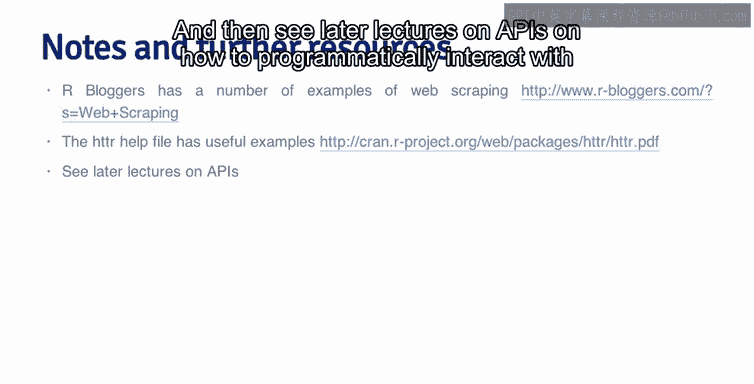 And then see later lectures on APIs on
how to programmatically interact with
Notes and further resources
· R Bloggers has a number of examples of web scraping http://www.r-bloggers.com/?
s=Web+Scraping
· The httr help file has useful examples http://cran.r-project.org/web/packages/httr/httr.pdf
· See later lectures on APIs